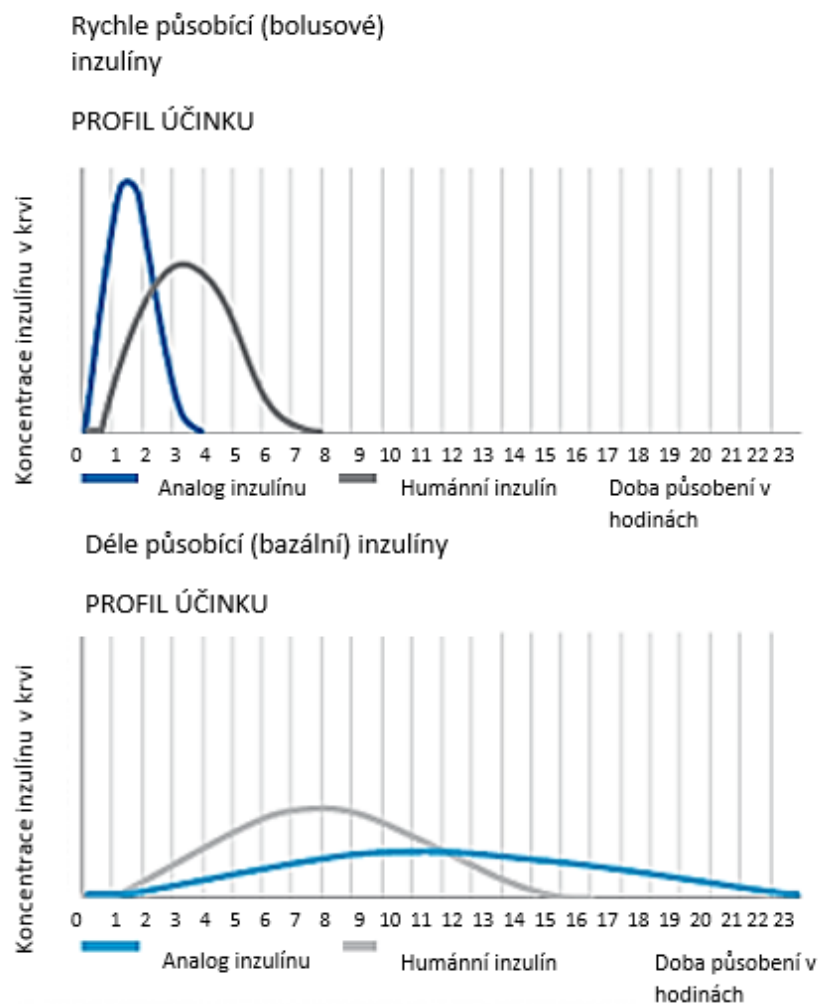 Rychle působící (bolusové)
inzulíny
PROFIL ÚČINKU
Koncentrace inzulínu v krvi
0 1 2 3 4 5 6 7 8 9 10 11 12 13 14 15 16 17 18 19 20 21 22 23
Analog inzulínu Humánní inzulín Doba působení v
hodinách
Déle působící (bazální) inzulíny
PROFIL ÚČINKU
Koncentrace inzulínu v krvi
0 1 2 3 4 5 6 7 8 9 10 11 12 13 14 15 16 17 18 19 20 21 22 23
Analog inzulínu Humánní inzulín Doba působení v
hodinách